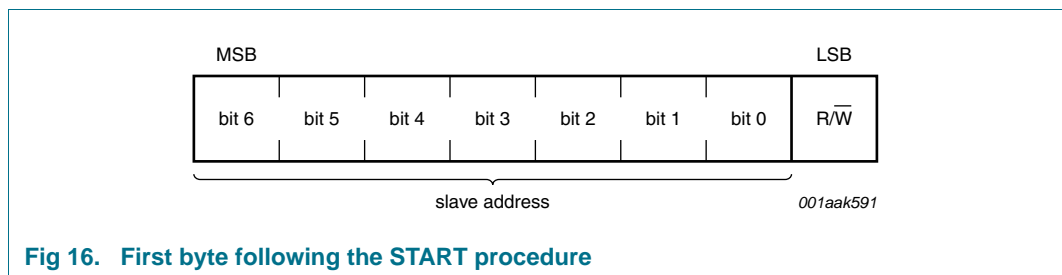 MSB LSB
bit 6 bit 5 bit 4 bit 3 bit 2 bit 1 bit 0 R/W̅
slave address 001aak591
Fig 16. First byte following the START procedure